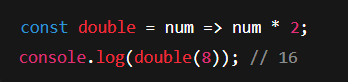 const double = num => num * 2;
console.log(double(8)); // 16